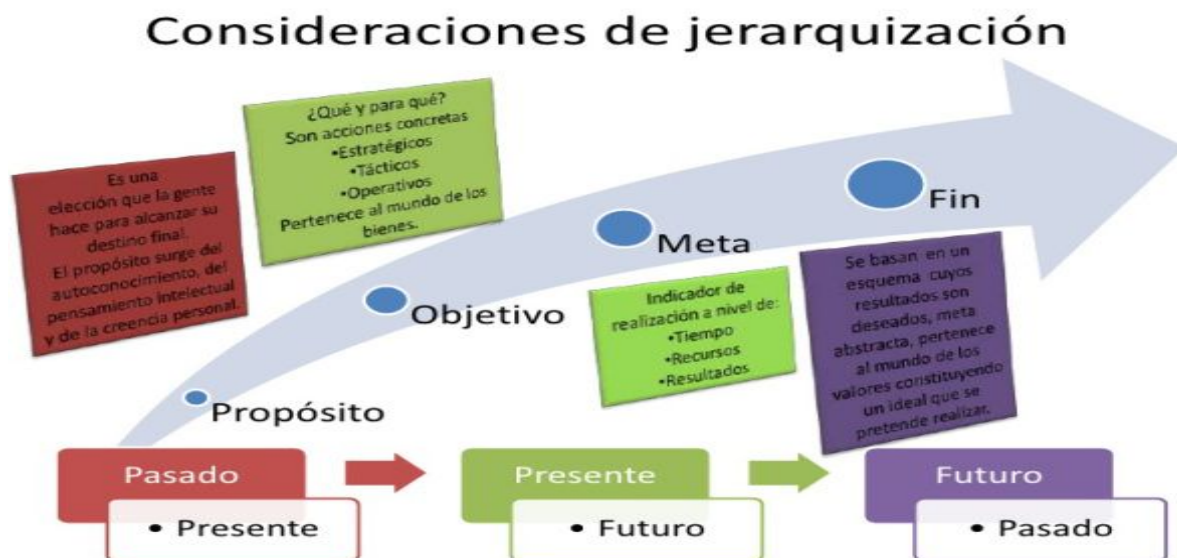 Consideraciones de jerarquización
¿Qué y para qué?
Son acciones concretas
•Estratégicos
•Tácticos
•Operativos
Pertenece al mundo de los
bienes.
Es una
elección que la gente
hace para alcanzar su
destino final.
El propósito surge del
autoconocimiento, del
pensamiento intelectual
y de la creencia personal.
Fin
Meta
Objetivo
Propósito
Indicador de
realización a nivel de:
•Tiempo
•Recursos
•Resultados
Se basan en un
esquema cuyos
resultados son
deseados, meta
abstracta, pertenece
al mundo de los
valores constituyendo
un ideal que se
pretende realizar.
Pasado
• Presente
Presente
• Futuro
Futuro
• Pasado